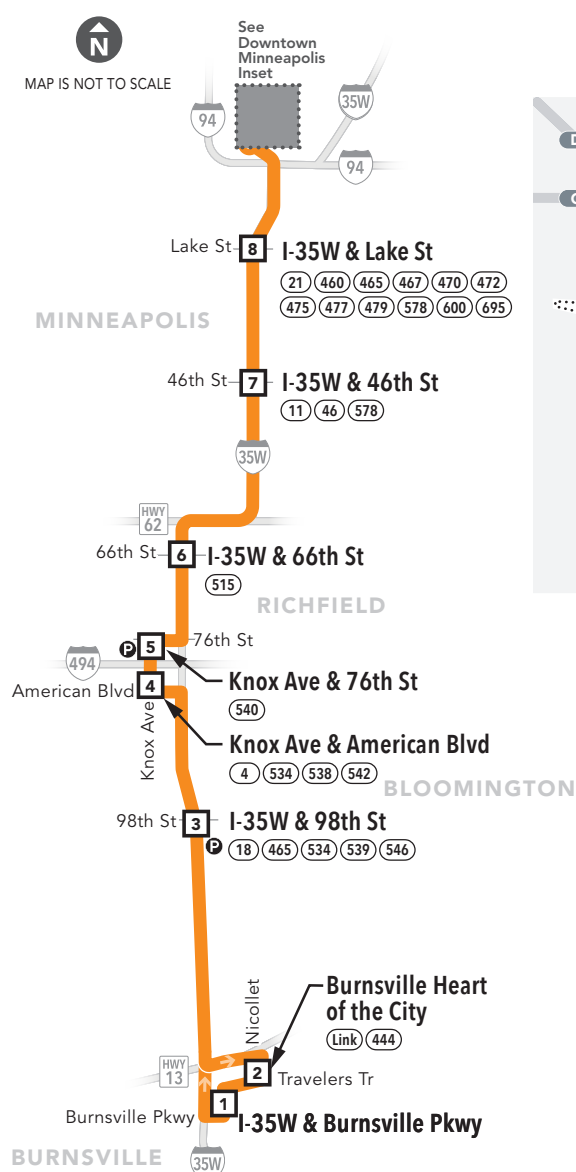 N
MAP IS NOT TO SCALE
See
Downtown
Minneapolis
Inset
94
35W
94
Lake St
8
I-35W & Lake St
21 460 465 467 470 472
475 477 479 578 600 695
MINNEAPOLIS
46th St
7
I-35W & 46th St
11 46 578
35W
HWY
62
66th St
6
I-35W & 66th St
515
RICHFIELD
P
5
76th St
494
Knox Ave & 76th St
540
American Blvd
4
Knox Ave
Knox Ave & American Blvd
4 534 538 542
BLOOMINGTON
98th St
3
I-35W & 98th St
P
18 465 534 539 546
Nicollet
Burnsville Heart
of the City
Link 444
HWY
13
2
Travelers Tr
1
Burnsville Pkwy
I-35W & Burnsville Pkwy
BURNSVILLE
35W